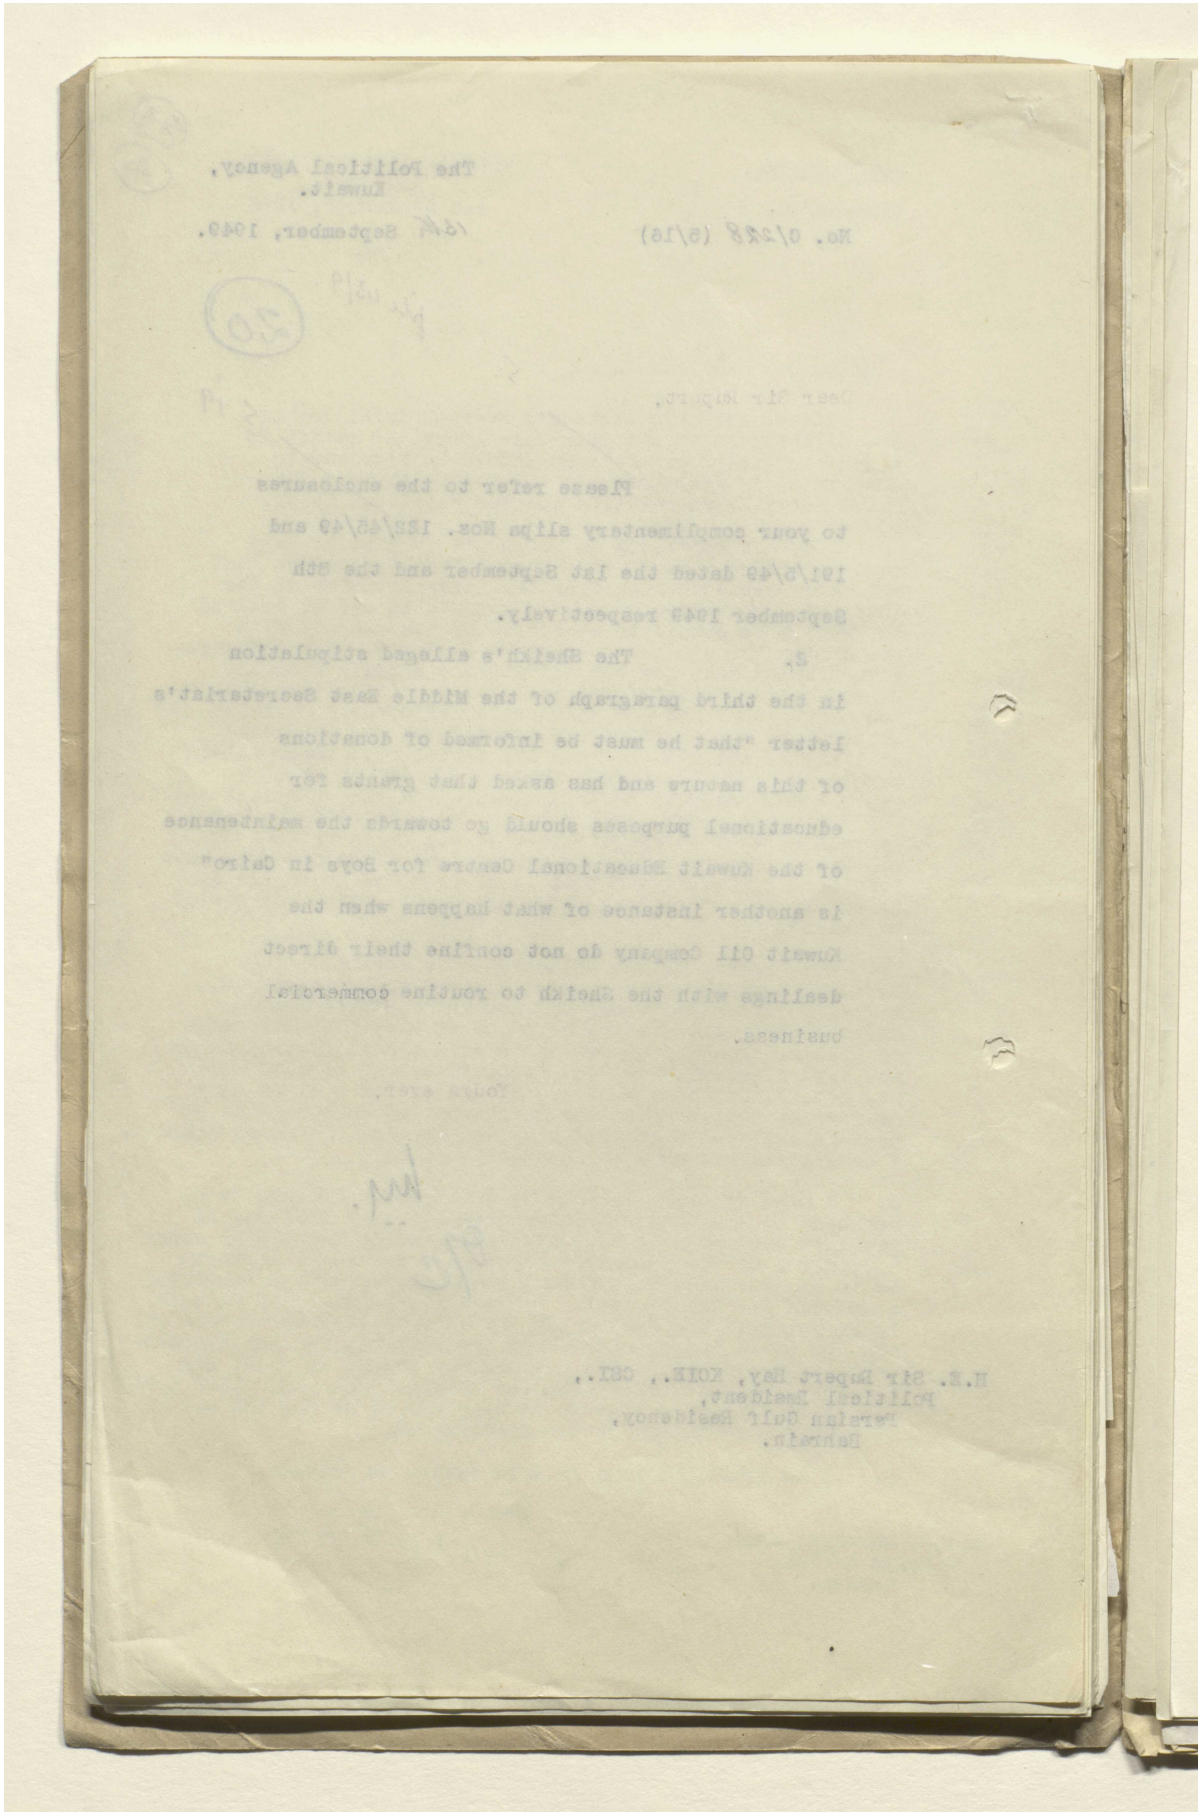 The Political Agency,
Kuwait.
No. C/228 (5/16)
13th September, 1949.
20
Dear Sir Rupert,
Please refer to the enclosures
to your complimentary slips Nos. 122/45/49 and
191/5/49 dated the 1st September and the 8th
September 1949 respectively.
2. The Sheikh's alleged stipulation
in the third paragraph of the Middle East Secretariat's
letter "that he must be informed of donations
of this nature and has asked that grants for
educational purposes should go towards the maintenance
of the Kuwait Educational Centre for Boys in Cairo"
is another instance of what happens when the
Kuwait Oil Company do not confine their direct
dealings with the Sheikh to routine commercial
business.
Yours ever,
H.E. Sir Rupert Hay, KCIE., CSI.,
Political Resident,
Persian Gulf Residency,
Bahrain.